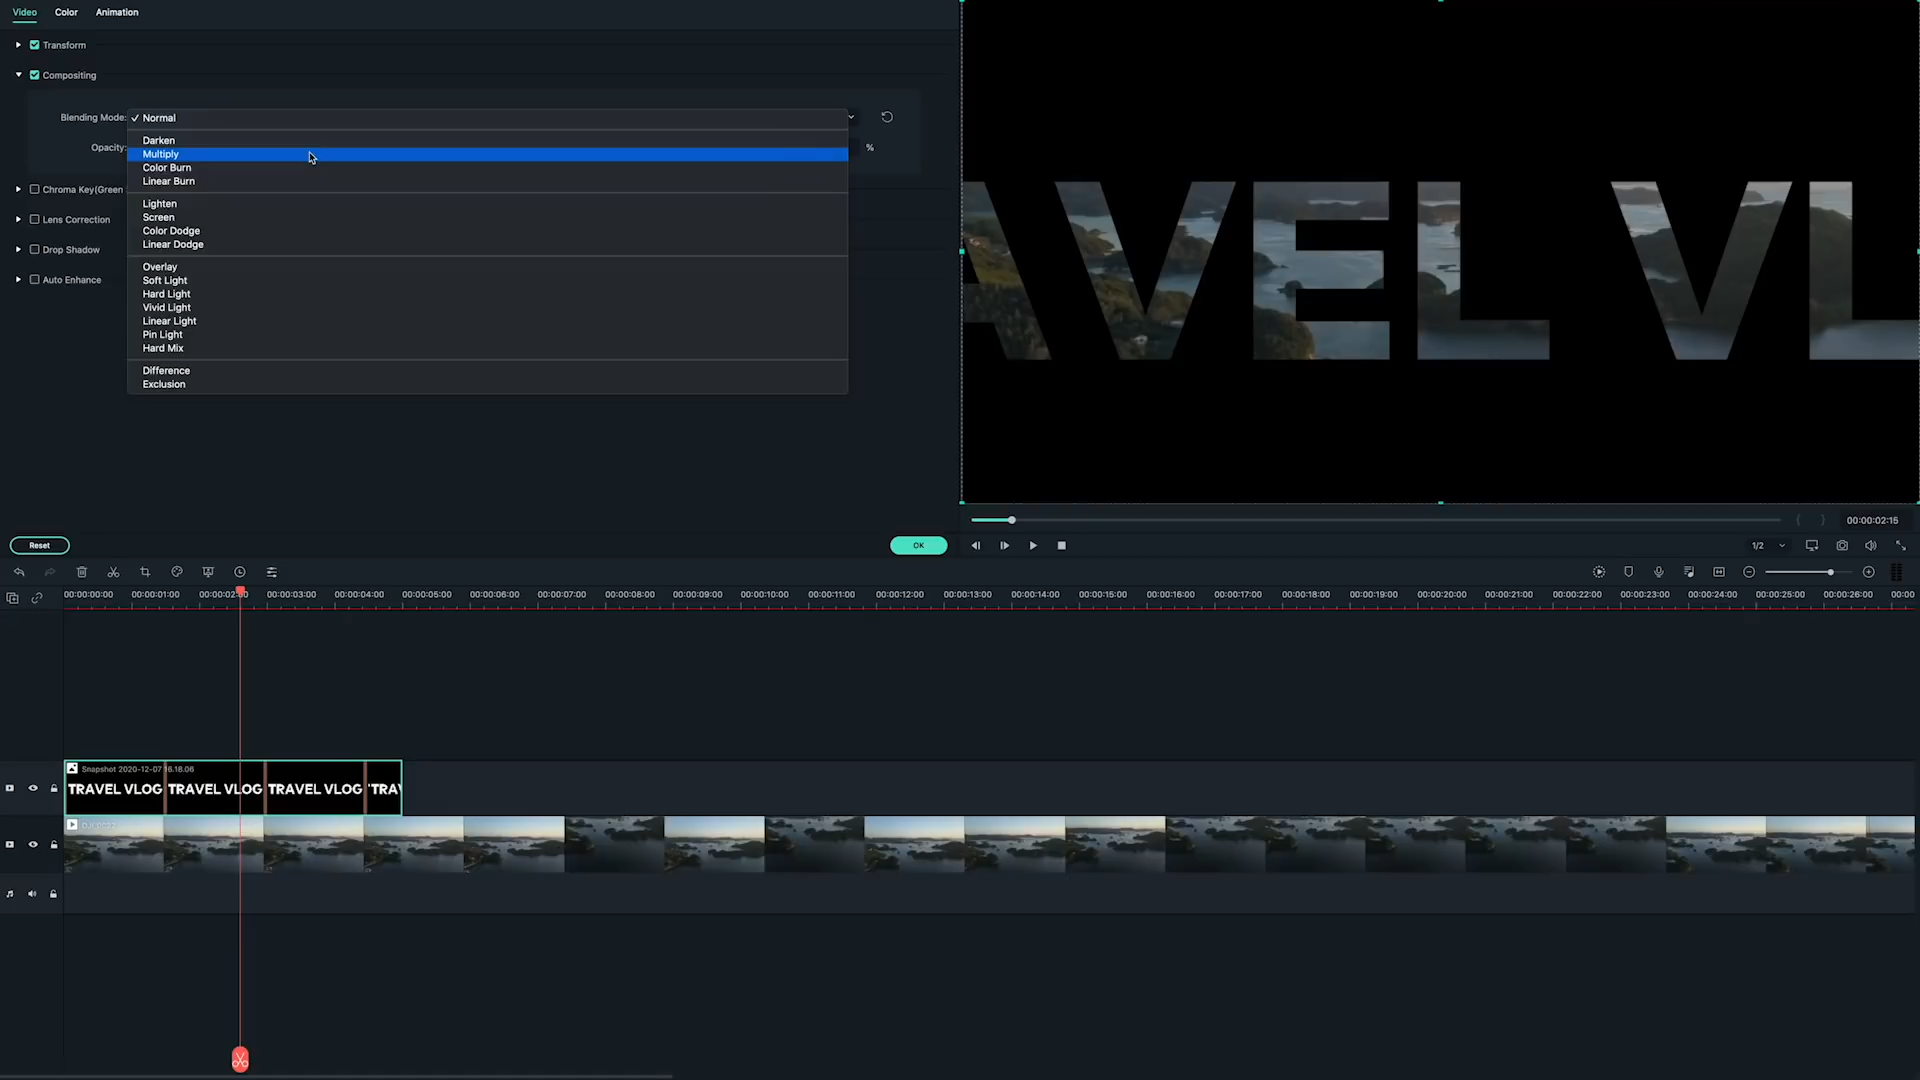 Video Color Animation
Transform
Compositing
Blending Mode: Normal
Darken
Opacity: %
Multiply
Color Burn
Linear Burn
Chroma Key(Green
Lighten
Screen
Lens Correction
Color Dodge
Linear Dodge
Drop Shadow
Overlay
Soft Light
Auto Enhance
Hard Light
Vivid Light
Linear Light
Pin Light
Hard Mix
Difference
Exclusion
AVEL VL
00:00:02:15
Reset OK 1/2
00:00:00:00 00:00:01:00 00:00:02:00 00:00:03:00 00:00:04:00 00:00:05:00 00:00:06:00 00:00:07:00 00:00:08:00 00:00:09:00 00:00:10:00 00:00:11:00 00:00:12:00 00:00:13:00 00:00:14:00 00:00:15:00 00:00:16:00 00:00:17:00 00:00:18:00 00:00:19:00 00:00:20:00 00:00:21:00 00:00:22:00 00:00:23:00 00:00:24:00 00:00:25:00 00:00:26:00 00:00
Snapshot 2020-12-07 16.18.06
TRAVEL VLOG TRAVEL VLOG TRAVEL VLOG TRAV